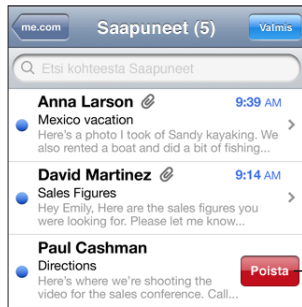 me.com Saapuneet (5) Valmis
Etsi kohteesta Saapuneet
Anna Larson 9:39 AM
Mexico vacation
Here's a photo I took of Sandy kayaking. We
also rented a boat and did a bit of fishing...
David Martinez 9:14 AM
Sales Figures
Hey Emily, Here are the sales figures you
were looking for. Please let me know...
Paul Cashman
Directions
Here's where we're shooting the
video for the sales conference. Call...
Poista